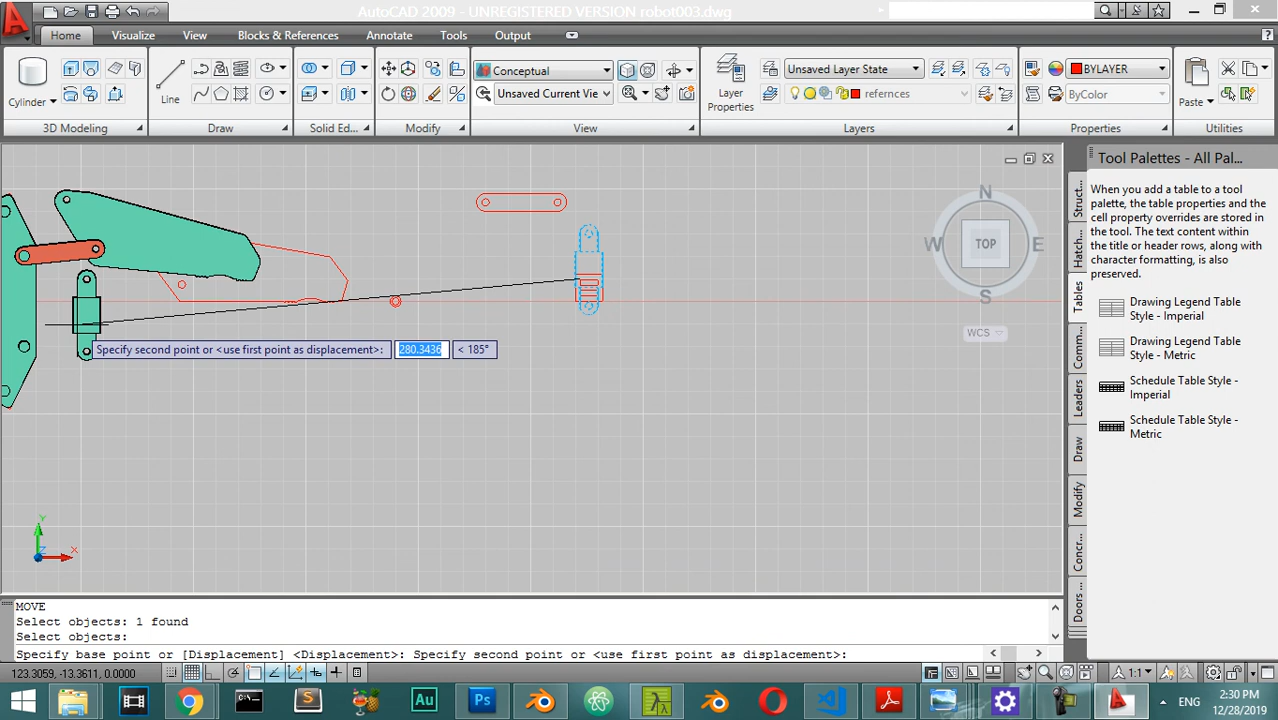 AutoCAD 2009 - UNREGISTERED VERSION robot003.dwg
Home Visualize View Blocks & References Annotate Tools Output
Conceptual
Unsaved Current Vie
Unsaved Layer State
refernces
BYLAYER
ByColor
Cylinder
Line
Layer
Properties
Paste
3D Modeling Draw Solid Ed... Modify View Layers Properties Utilities
Tool Palettes - All Pal...
When you add a table to a tool
palette, the table properties and the
cell property overrides are stored in
the tool. The text content within
the title or header rows, along with
character formatting, is also
preserved.
Drawing Legend Table
Style - Imperial
Drawing Legend Table
Style - Metric
Schedule Table Style -
Imperial
Schedule Table Style -
Metric
Struct...
Hatch...
Tables
Comm...
Leaders
Draw
Modify
Concr...
Doors ...
N
W TOP E
S
WCS
Specify second point or <use first point as displacement>: 280.3436 < 185°
Y
X
Z
MOVE
Select objects: 1 found
Select objects:
Specify base point or [Displacement] <Displacement>: Specify second point or <use first point as displacement>:
123.3059, -13.3611, 0.0000
1:1
Au
Ps
2:30 PM
12/28/2019